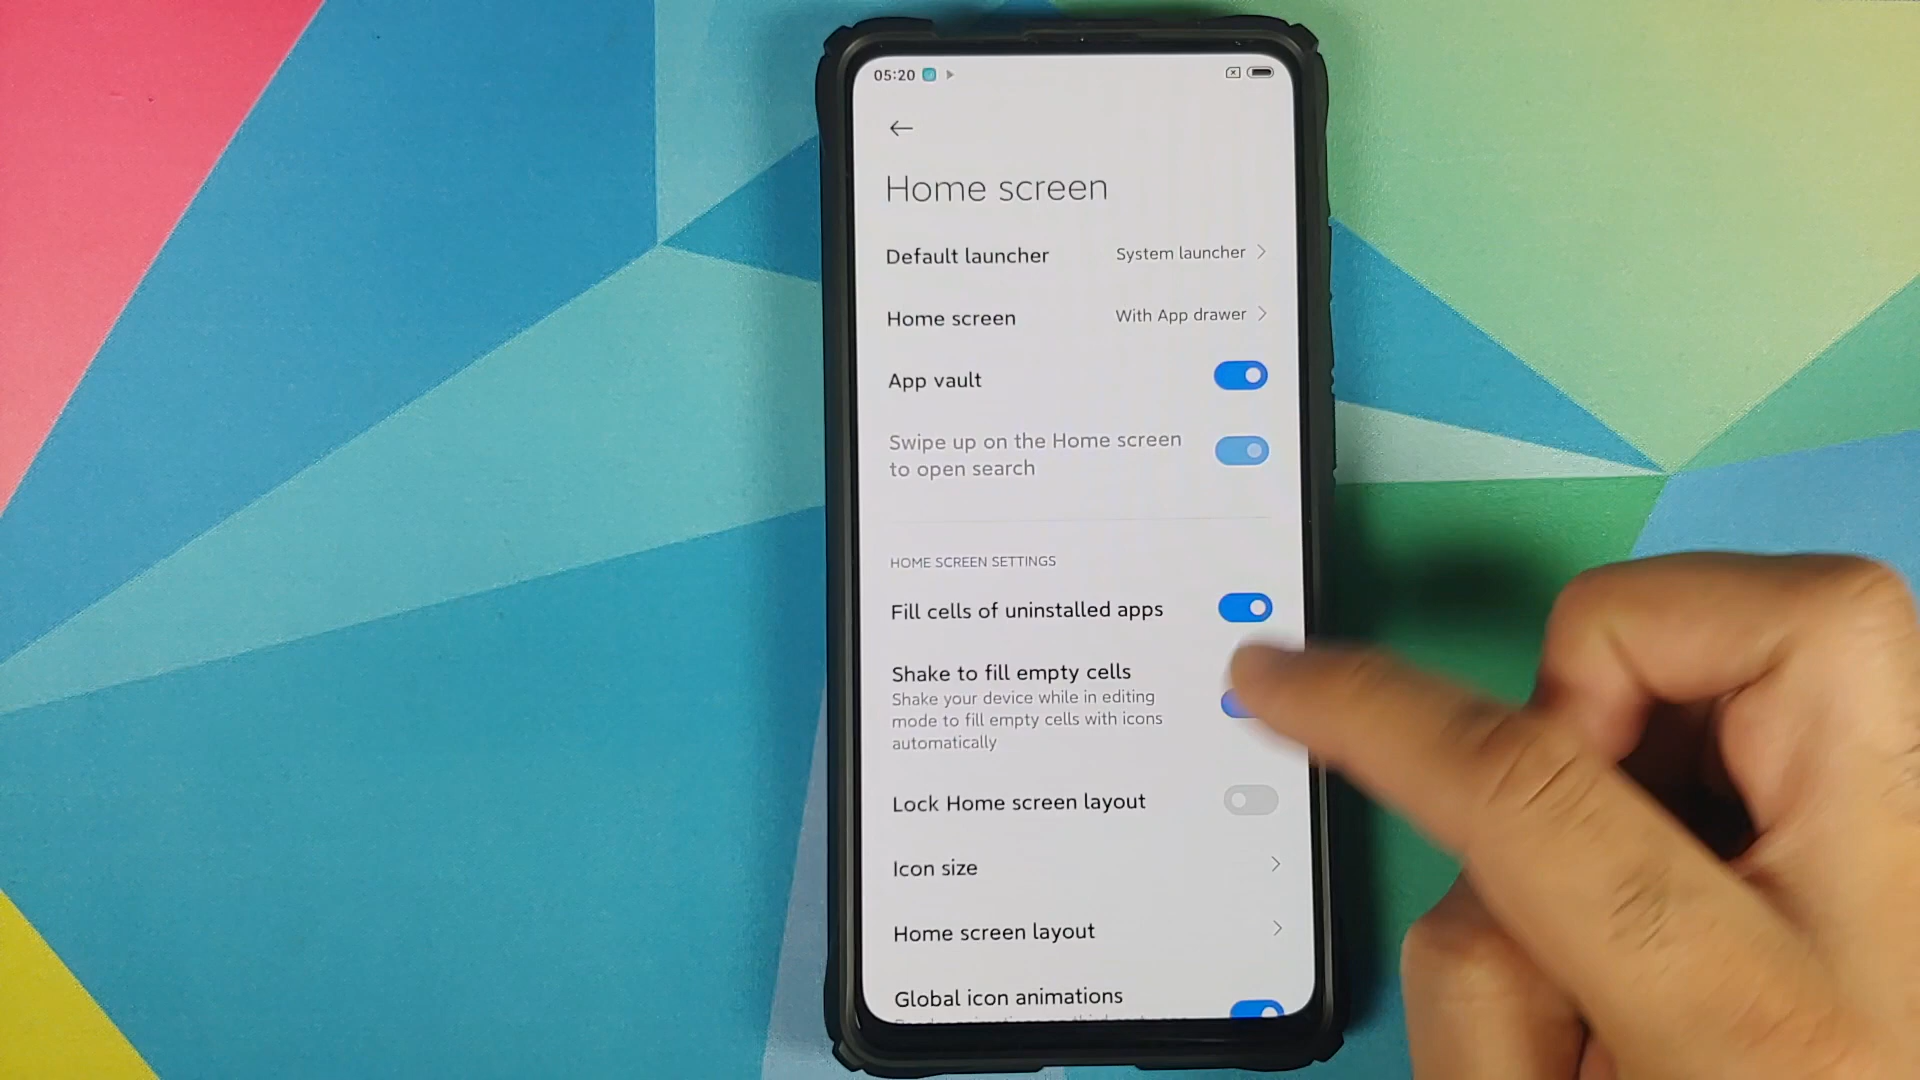 05:20
Home screen
Default launcher System launcher
Home screen With App drawer
App vault
Swipe up on the Home screen
to open search
HOME SCREEN SETTINGS
Fill cells of uninstalled apps
Shake to fill empty cells
Shake your device while in editing
mode to fill empty cells with icons
automatically
Lock Home screen layout
Icon size
Home screen layout
Global icon animations